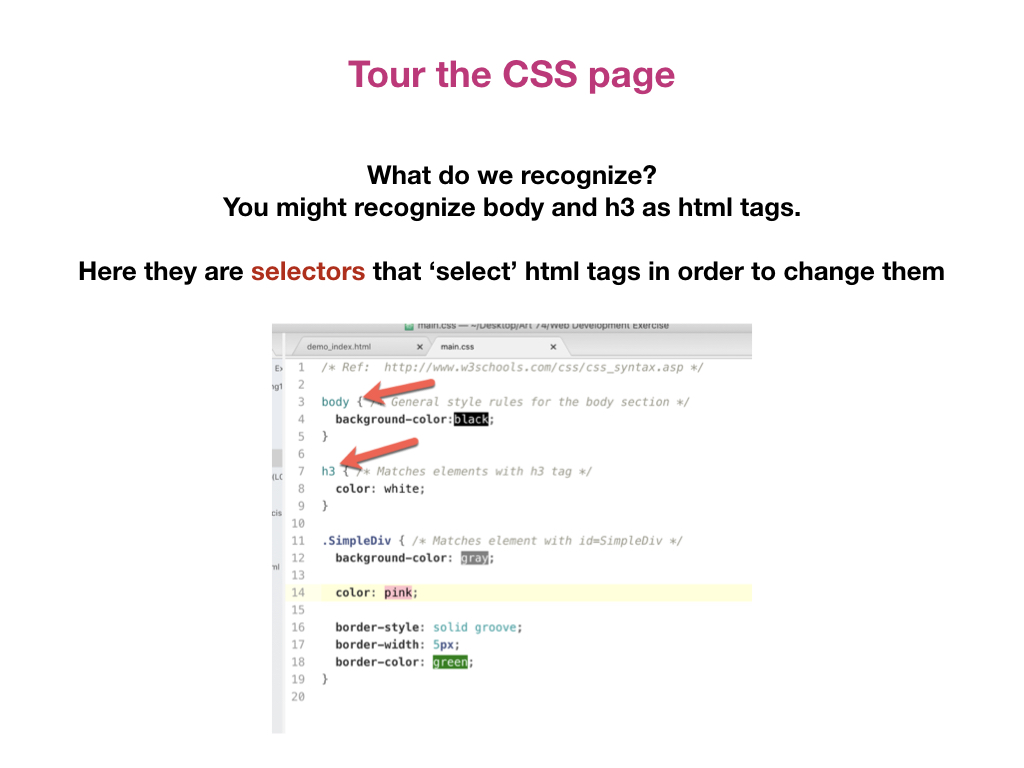 Tour the CSS page
What do we recognize?
You might recognize body and h3 as html tags.
Here they are selectors that ‘select’ html tags in order to change them
main.css — ~/Desktop/Art 74/Web Development Exercise
demo_index.html × main.css ×
1 /* Ref: http://www.w3schools.com/css/css_syntax.asp */
2
3 body { /* General style rules for the body section */
4 background-color:black;
5 }
6
7 h3 { /* Matches elements with h3 tag */
8 color: white;
9 }
10
11 .SimpleDiv { /* Matches element with id=SimpleDiv */
12 background-color: gray;
13
14 color: pink;
15
16 border-style: solid groove;
17 border-width: 5px;
18 border-color: green;
19 }
20